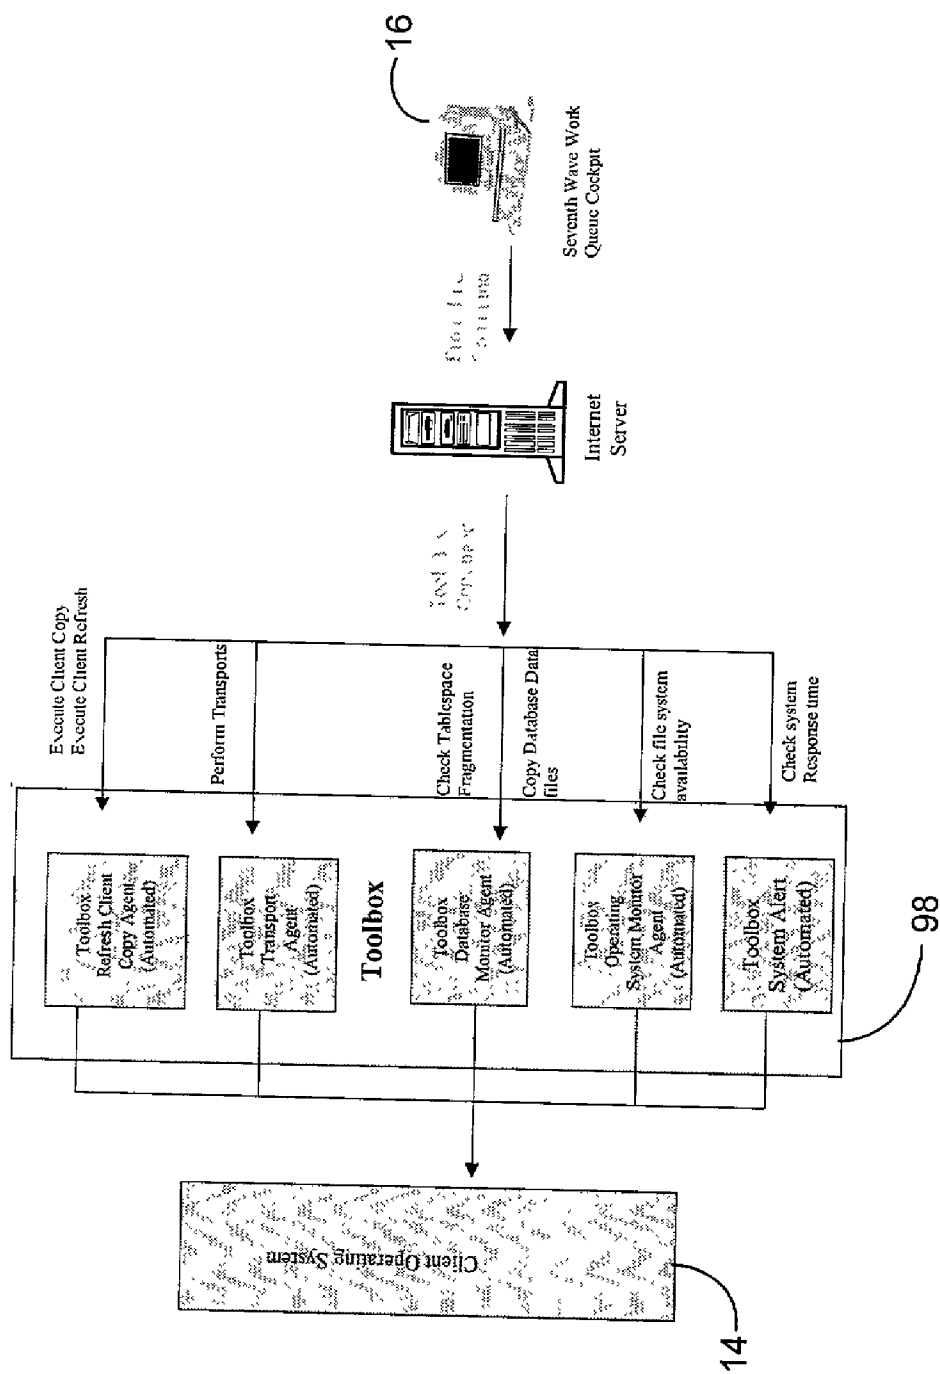 16
Seventh Wave Work
Queue Cockpit
Internet
Server
Execute Client Copy
Execute Client Refresh
Perform Transports
Check Tablespace
Fragmentation
Copy Database Data
files
Check file system
availability
Check system
Response time
Toolbox
Refresh Client
Copy Agent
(Automated)
Toolbox
Transport
Agent
(Automated)
Toolbox
Toolbox
Database
Monitor Agent
(Automated)
Toolbox
Operating
System Monitor
Agent
(Automated)
Toolbox
System Alert
(Automated)
98
Client Operating System
14